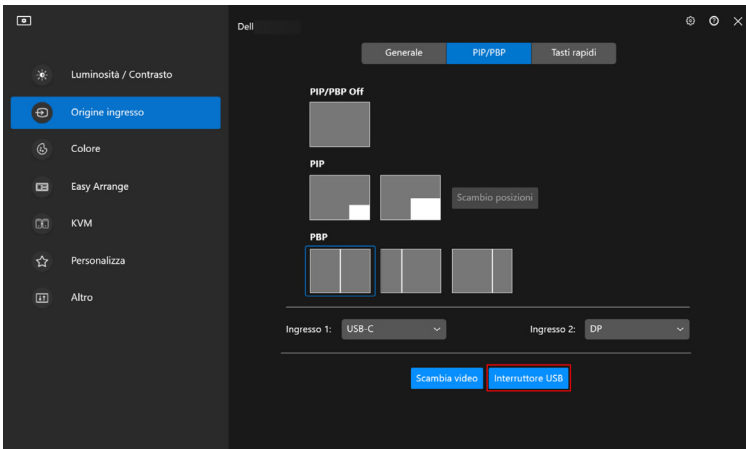 Dell
Generale
PIP/PBP
Tasti rapidi
Luminosità / Contrasto
Origine ingresso
Colore
Easy Arrange
KVM
Personalizza
Altro
PIP/PBP Off
PIP
Scambio posizioni
PBP
Ingresso 1: USB-C
Ingresso 2: DP
Scambia video
Interruttore USB